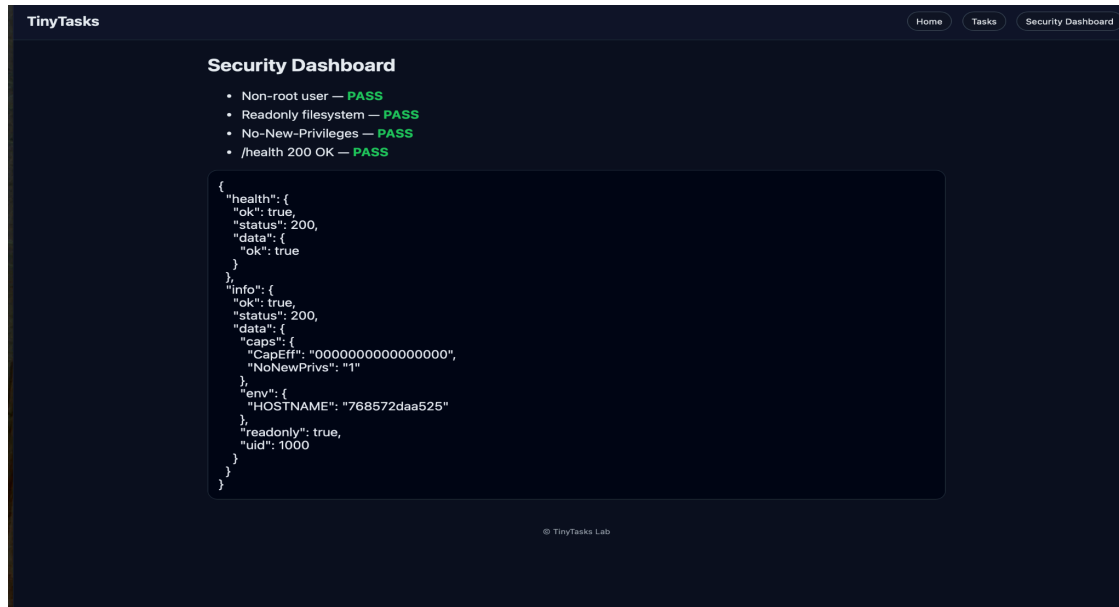 TinyTasks
Home Tasks Security Dashboard
Security Dashboard
• Non-root user — PASS
• Readonly filesystem — PASS
• No-New-Privileges — PASS
• /health 200 OK — PASS
{
  "health": {
    "ok": true,
    "status": 200,
    "data": {
      "ok": true
    }
  },
  "info": {
    "ok": true,
    "status": 200,
    "data": {
      "caps": {
        "CapEff": "0000000000000000",
        "NoNewPrivs": "1"
      },
      "env": {
        "HOSTNAME": "768572daa525"
      },
      "readonly": true,
      "uid": 1000
    }
  }
}
© TinyTasks Lab